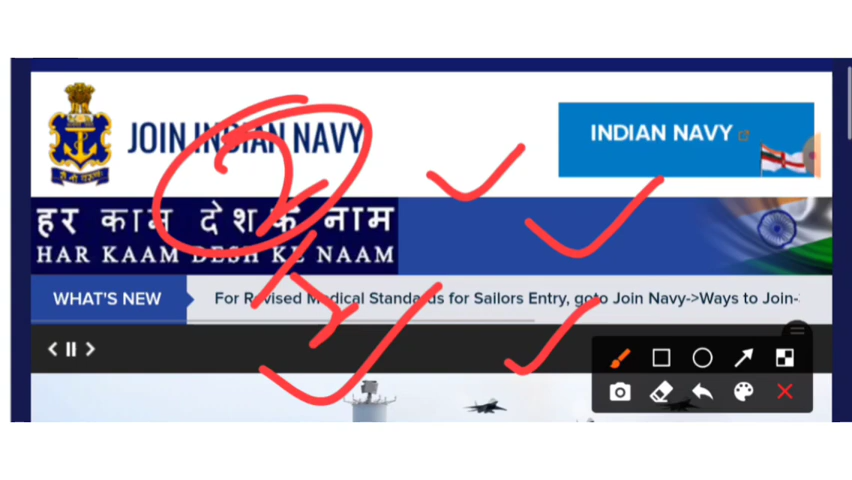 JOIN INDIAN NAVY
INDIAN NAVY
हर काम देश के नाम
HAR KAAM DESH KE NAAM
WHAT'S NEW
For Revised Medical Standards for Sailors Entry, goto Join Navy->Ways to Join-